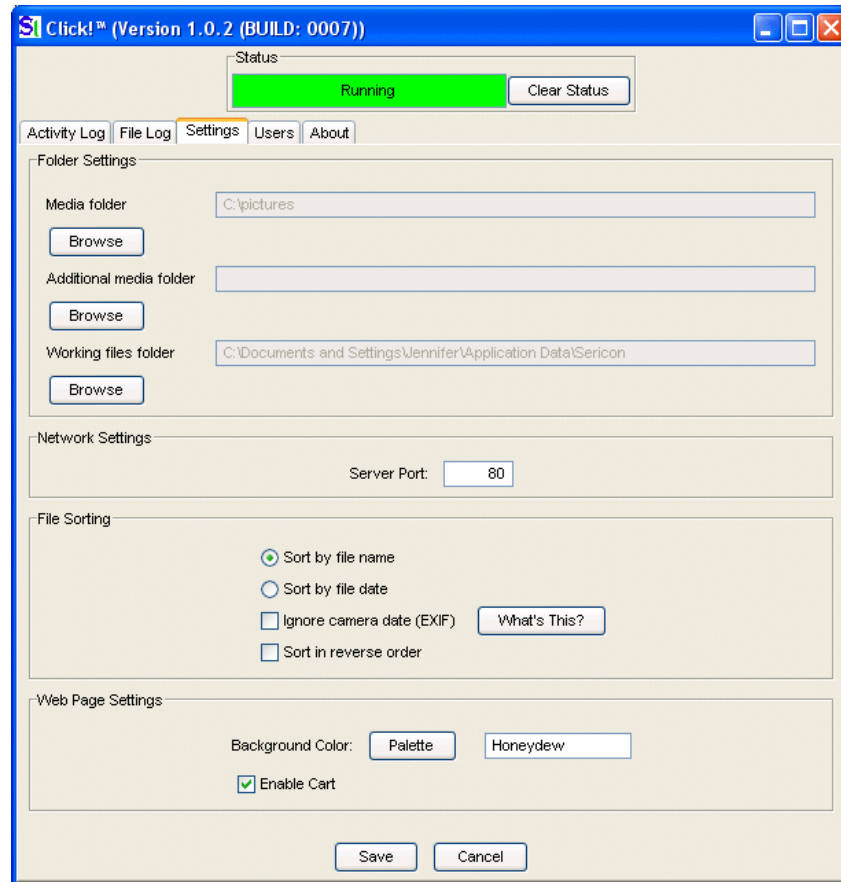 Click!™ (Version 1.0.2 (BUILD: 0007))
Status
Running Clear Status
Activity Log File Log Settings Users About
Folder Settings
Media folder C:\pictures
Browse
Additional media folder
Browse
Working files folder C:\Documents and Settings\Jennifer\Application Data\Sericon
Browse
Network Settings
Server Port: 80
File Sorting
Sort by file name
Sort by file date
Ignore camera date (EXIF) What's This?
Sort in reverse order
Web Page Settings
Background Color: Palette Honeydew
Enable Cart
Save Cancel